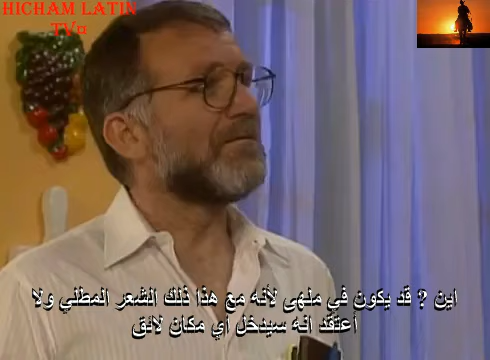 HICHAM LATIN
TV¤
اين ? قد يكون في ملهى لأنه مع هذا ذلك الشعر المطلي ولا
أعتقد انه سيدخل أي مكان لائق